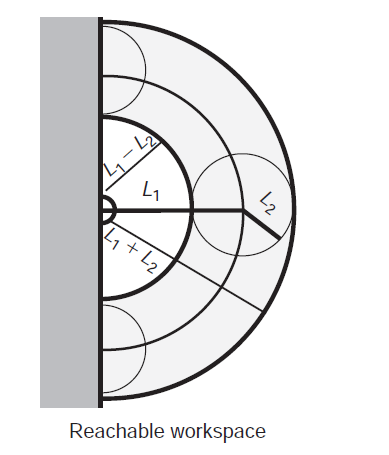 L1 – L2
L1
L2
L1 + L2
Reachable workspace